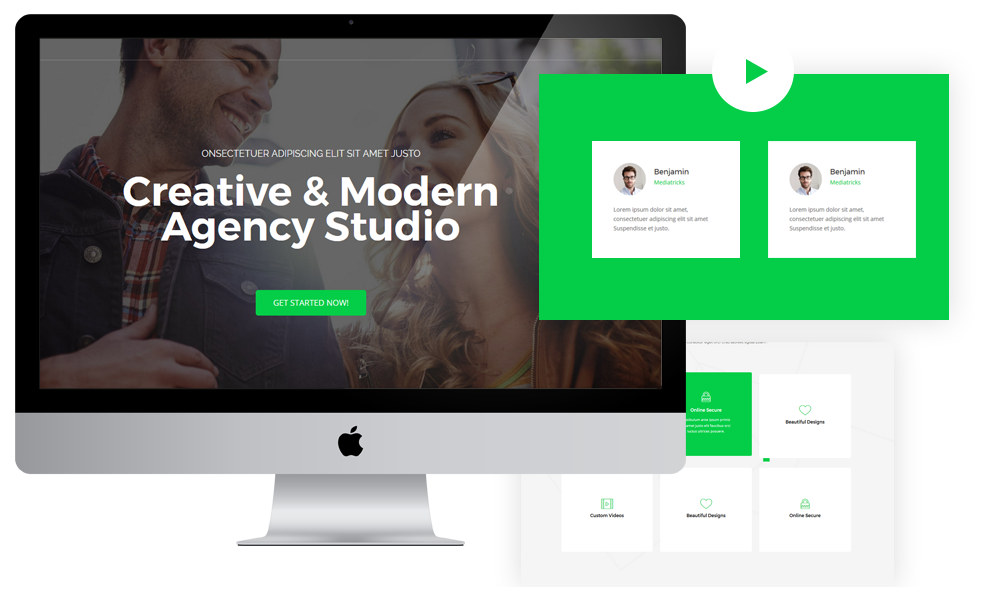 ONSECTETUER ADIPISCING ELIT SIT AMET JUSTO
Creative & Modern
Agency Studio
GET STARTED NOW!
Benjamin
Mediatricks
Lorem ipsum dolor sit amet,
consectetuer adipiscing elit sit amet
Suspendisse et justo.
Benjamin
Mediatricks
Lorem ipsum dolor sit amet,
consectetuer adipiscing elit sit amet
Suspendisse et justo.
Online Secure
Beautiful Designs
Custom Videos
Beautiful Designs
Online Secure